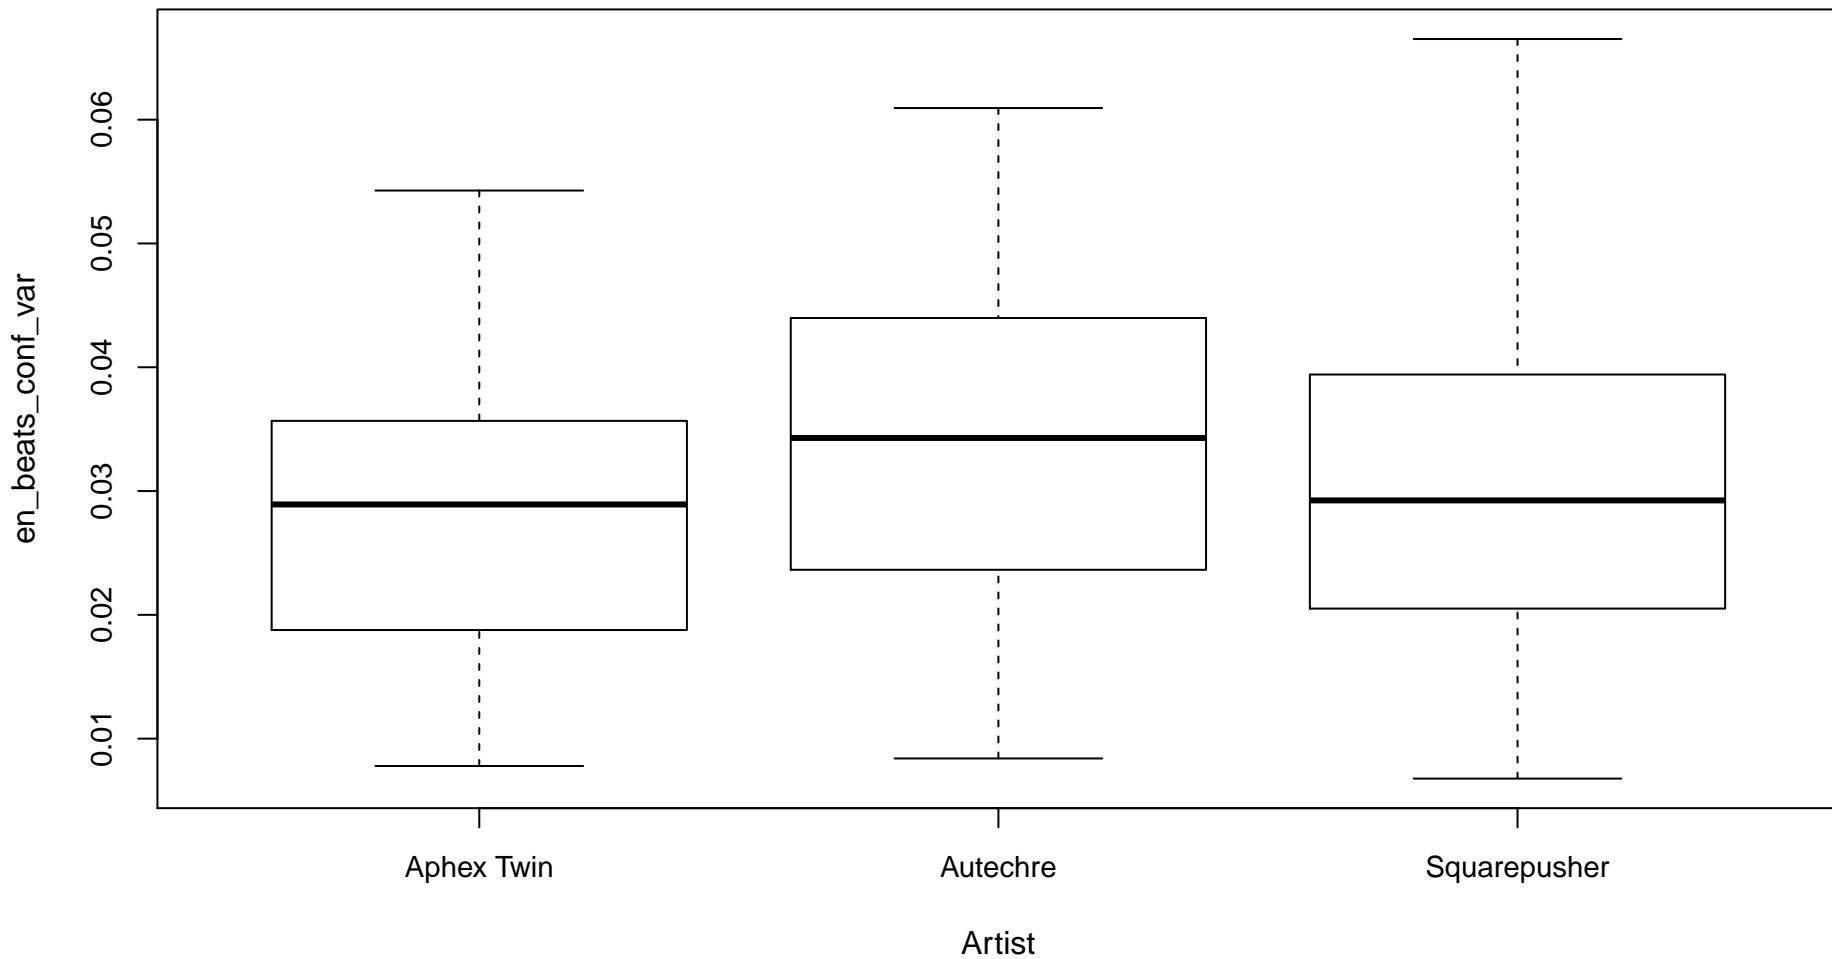 en_beats_conf_var
0.06
0.05
0.04
0.03
0.02
0.01
Aphex Twin
Autechre
Squarepusher
Artist